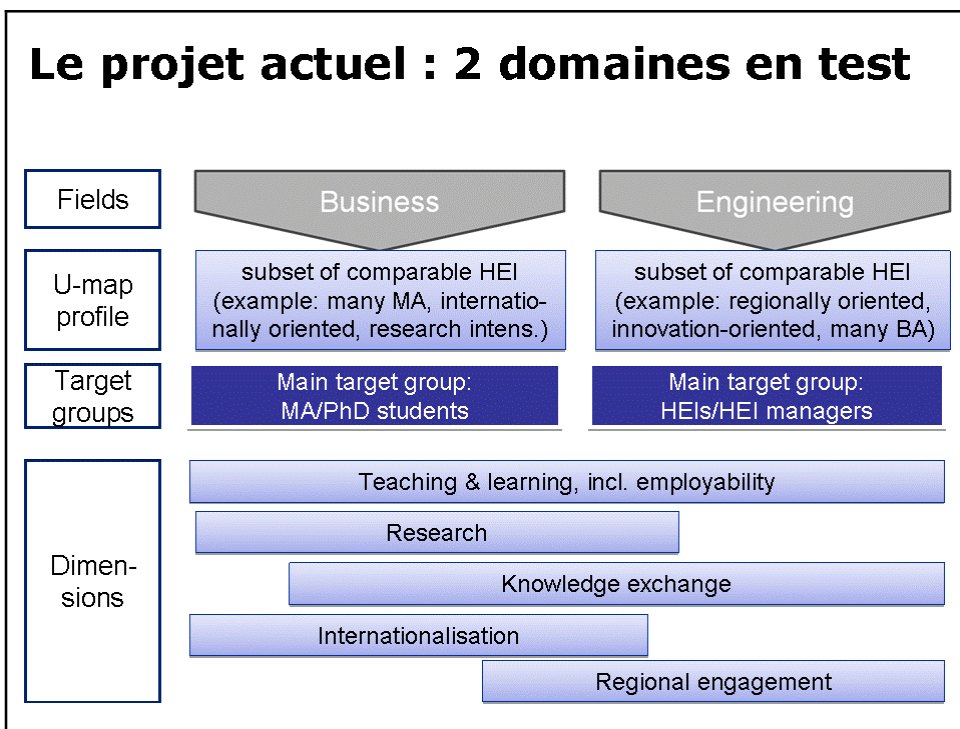 Le projet actuel : 2 domaines en test
Fields
Business
Engineering
U-map
profile
subset of comparable HEI
(example: many MA, internatio-
nally oriented, research intens.)
subset of comparable HEI
(example: regionally oriented,
innovation-oriented, many BA)
Target
groups
Main target group:
MA/PhD students
Main target group:
HEIs/HEI managers
Dimen-
sions
Teaching & learning, incl. employability
Research
Knowledge exchange
Internationalisation
Regional engagement